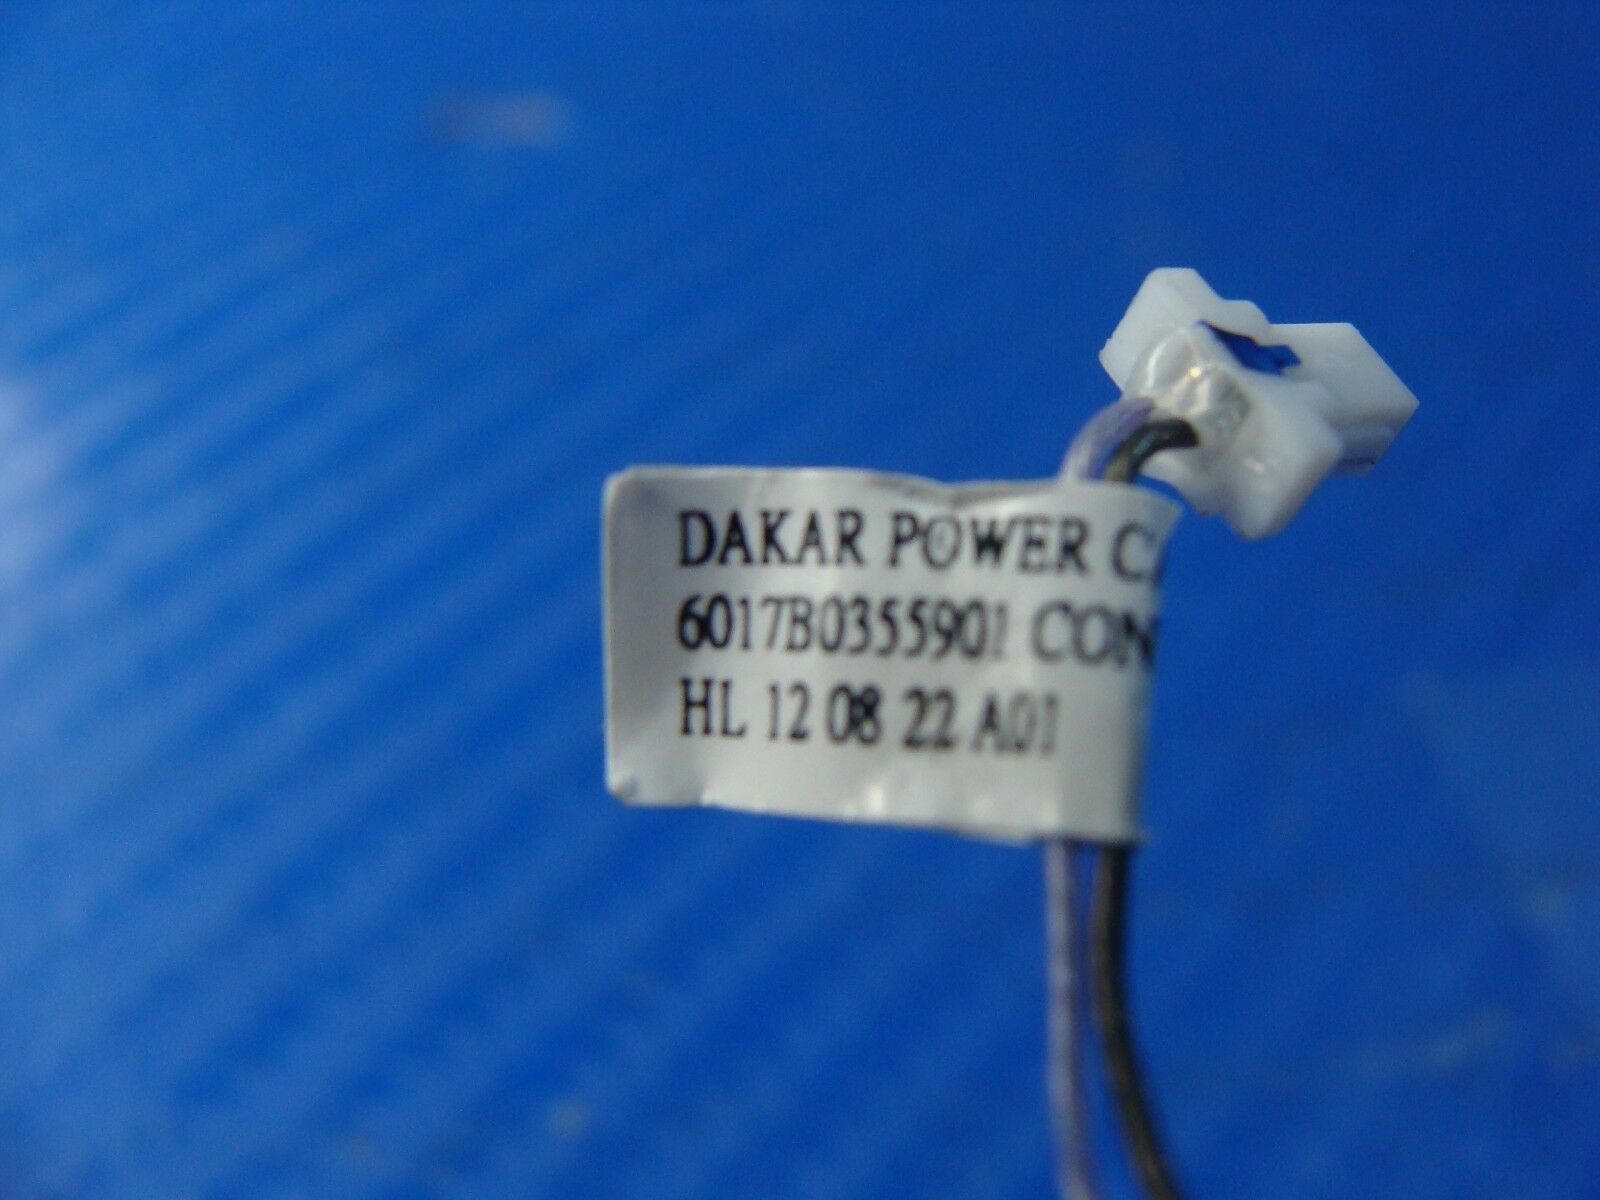 DAKAR POWER C
6017B0355901 CON
HL 12 08 22 A01